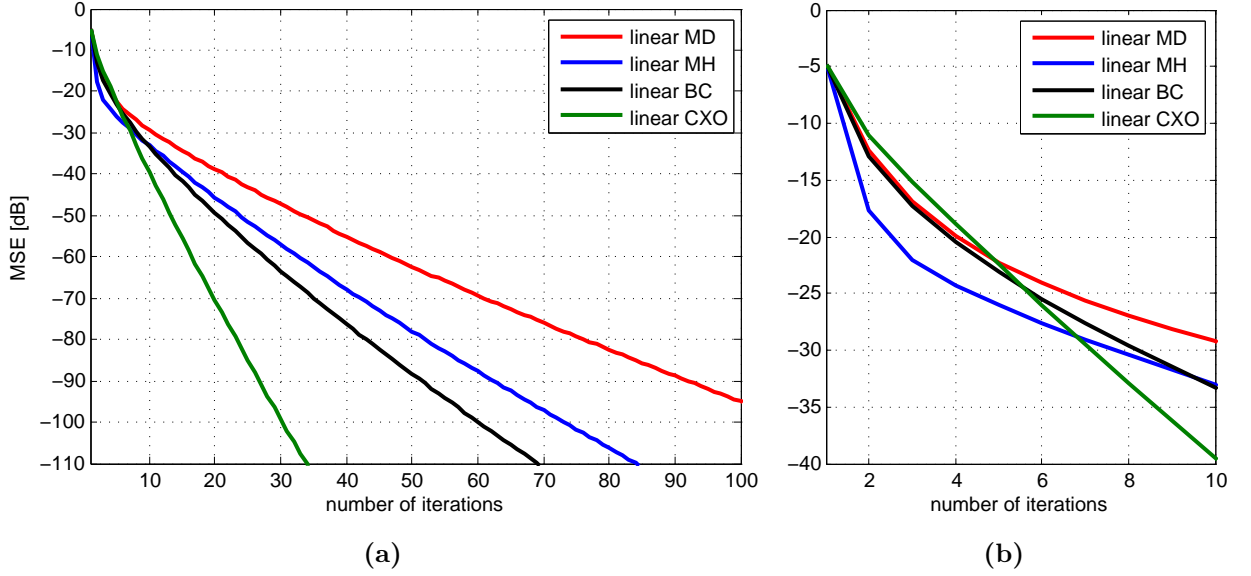 0
−10
−20
−30
−40
−50
−60
−70
−80
−90
−100
−110
MSE [dB]
10 20 30 40 50 60 70 80 90 100
number of iterations
linear MD
linear MH
linear BC
linear CXO
(a)
0
−5
−10
−15
−20
−25
−30
−35
−40
2 4 6 8 10
number of iterations
linear MD
linear MH
linear BC
linear CXO
(b)